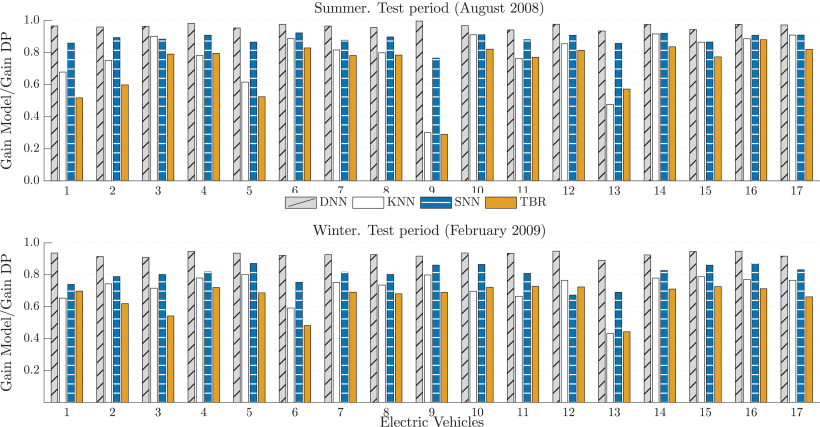 Summer. Test period (August 2008)
Gain Model/Gain DP
1.0
0.8
0.6
0.4
0.2
0.0
1 2 3 4 5 6 7 8 9 10 11 12 13 14 15 16 17
DNN KNN SNN TBR
Winter. Test period (February 2009)
Gain Model/Gain DP
1.0
0.8
0.6
0.4
0.2
1 2 3 4 5 6 7 8 9 10 11 12 13 14 15 16 17
Electric Vehicles